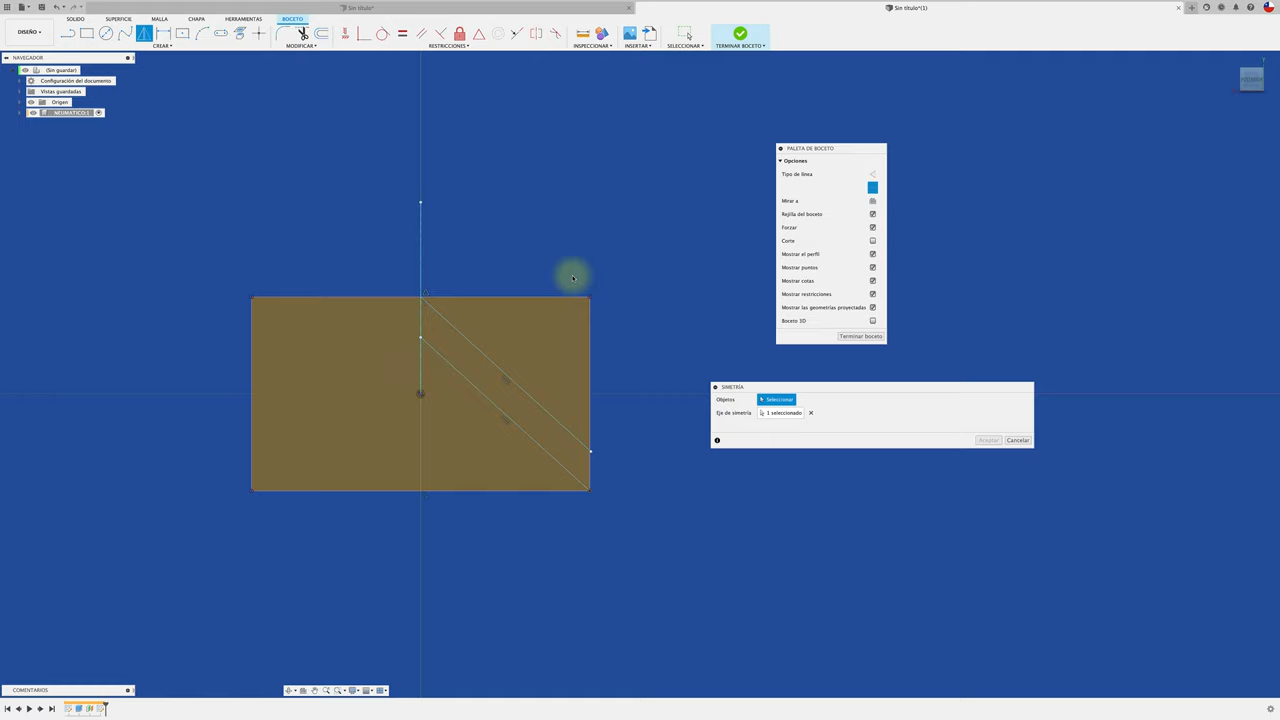 Sin título*
Sin título*(1)
SÓLIDO
SUPERFICIE
MALLA
CHAPA
HERRAMIENTAS
BOCETO
DISEÑO
CREAR
MODIFICAR
RESTRICCIONES
INSPECCIONAR
INSERTAR
SELECCIONAR
TERMINAR BOCETO
NAVEGADOR
(Sin guardar)
Configuración del documento
Vistas guardadas
Origen
NEUMATICO:1
PALETA DE BOCETO
Opciones
Tipo de línea
Mirar a
Rejilla del boceto
Forzar
Corte
Mostrar el perfil
Mostrar puntos
Mostrar cotas
Mostrar restricciones
Mostrar las geometrías proyectadas
Boceto 3D
Terminar boceto
SIMETRÍA
Objetos
Seleccionar
Eje de simetría
1 seleccionado
Aceptar
Cancelar
COMENTARIOS